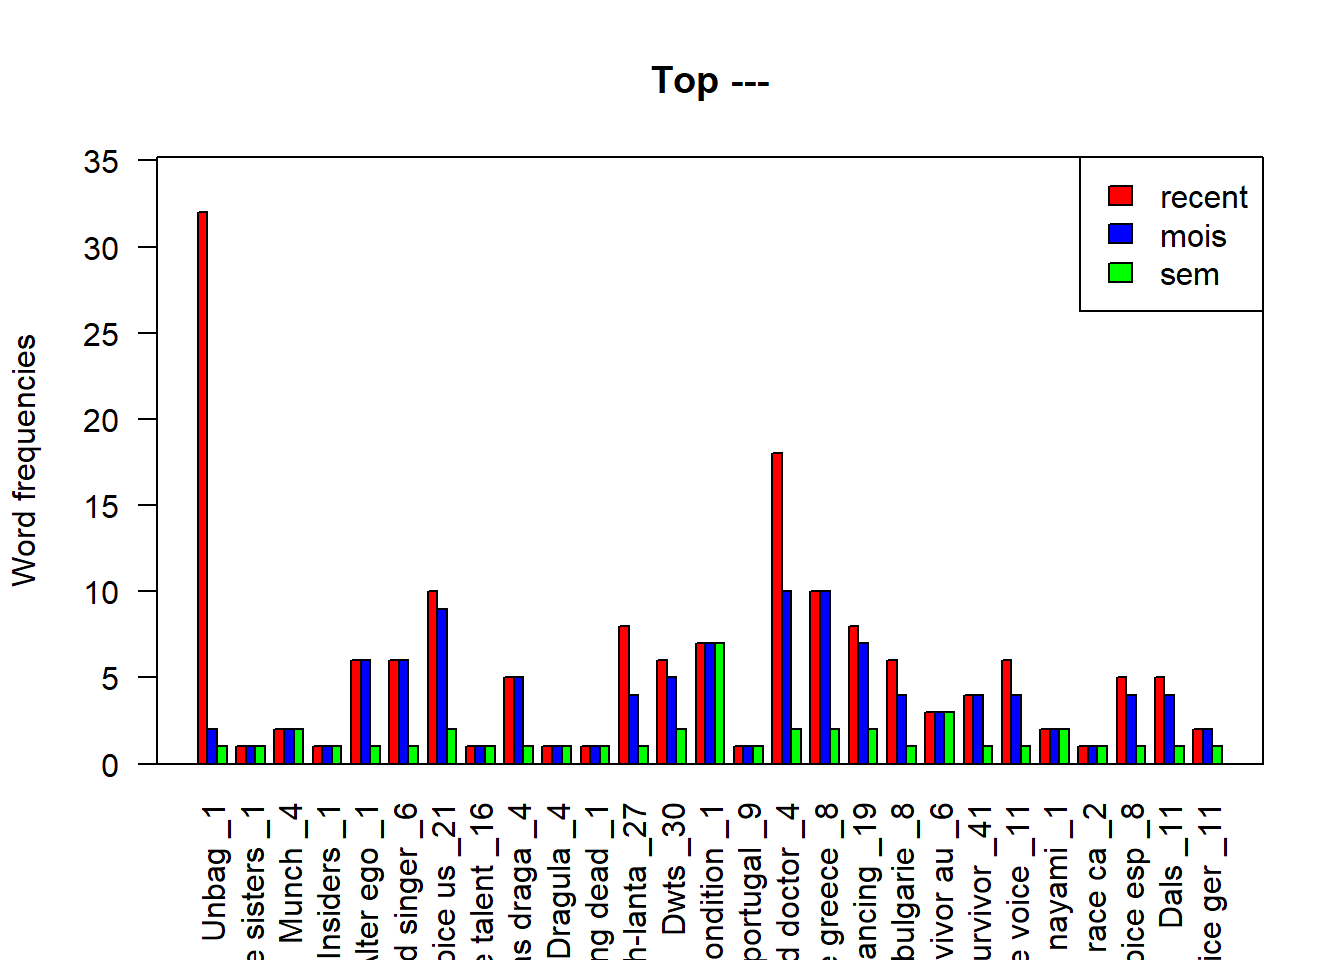 Top ---
Word frequencies
35
30
25
20
15
10
5
0
recent
mois
sem
Unbag _1
e sisters _1
Munch _4
Insiders _1
Alter ego _1
d singer _6
oice us _21
e talent _16
as draga _4
Dragula _4
ng dead _1
h-lanta _27
Dwts _30
ondition _1
portugal _9
d doctor _4
e greece _8
ancing _19
bulgarie _8
vivor au _6
urvivor _41
e voice _11
nayami _1
race ca _2
oice esp _8
Dals _11
ice ger _11